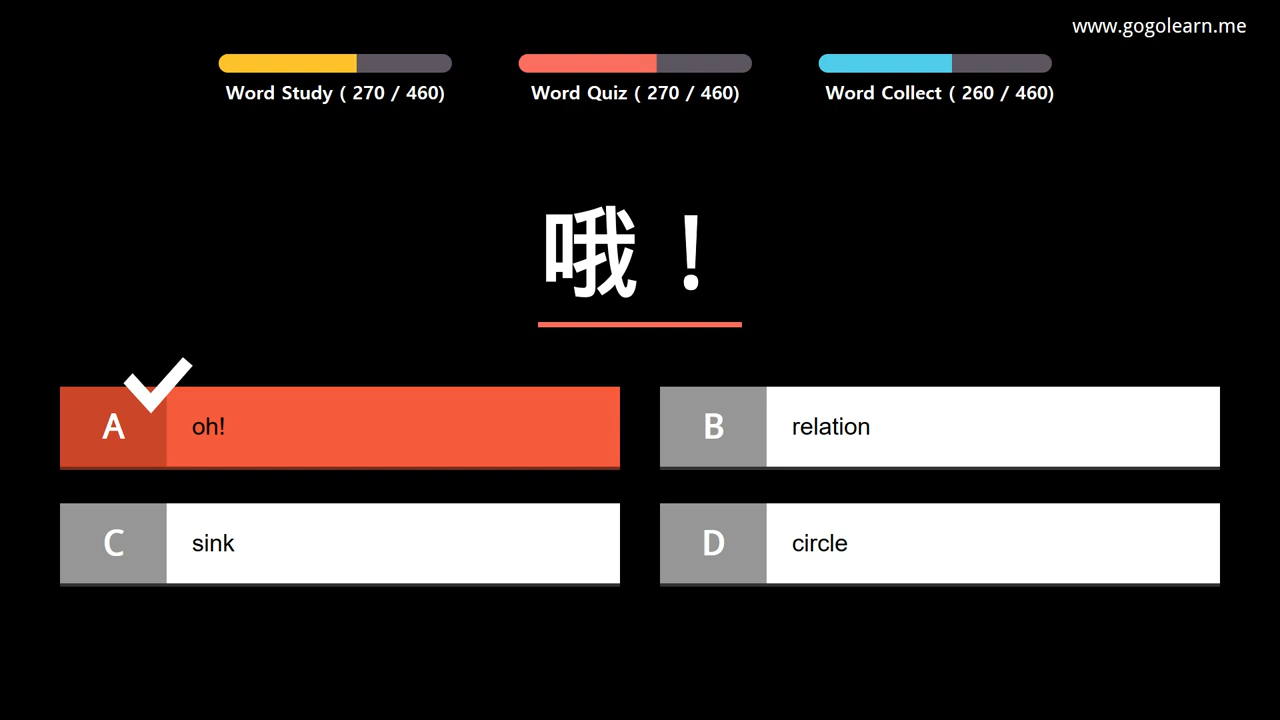 www.gogolearn.me
Word Study ( 270 / 460)
Word Quiz ( 270 / 460)
Word Collect ( 260 / 460)
哦！
A oh!
B relation
C sink
D circle